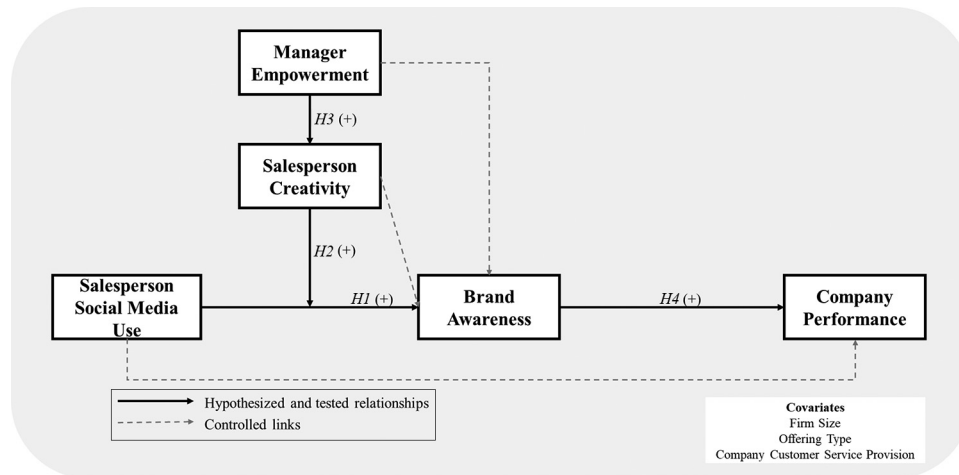 Manager
Empowerment
H3 (+)
Salesperson
Creativity
H2 (+)
Salesperson
Social Media
Use
H1 (+)
Brand
Awareness
H4 (+)
Company
Performance
Hypothesized and tested relationships
Controlled links
Covariates
Firm Size
Offering Type
Company Customer Service Provision